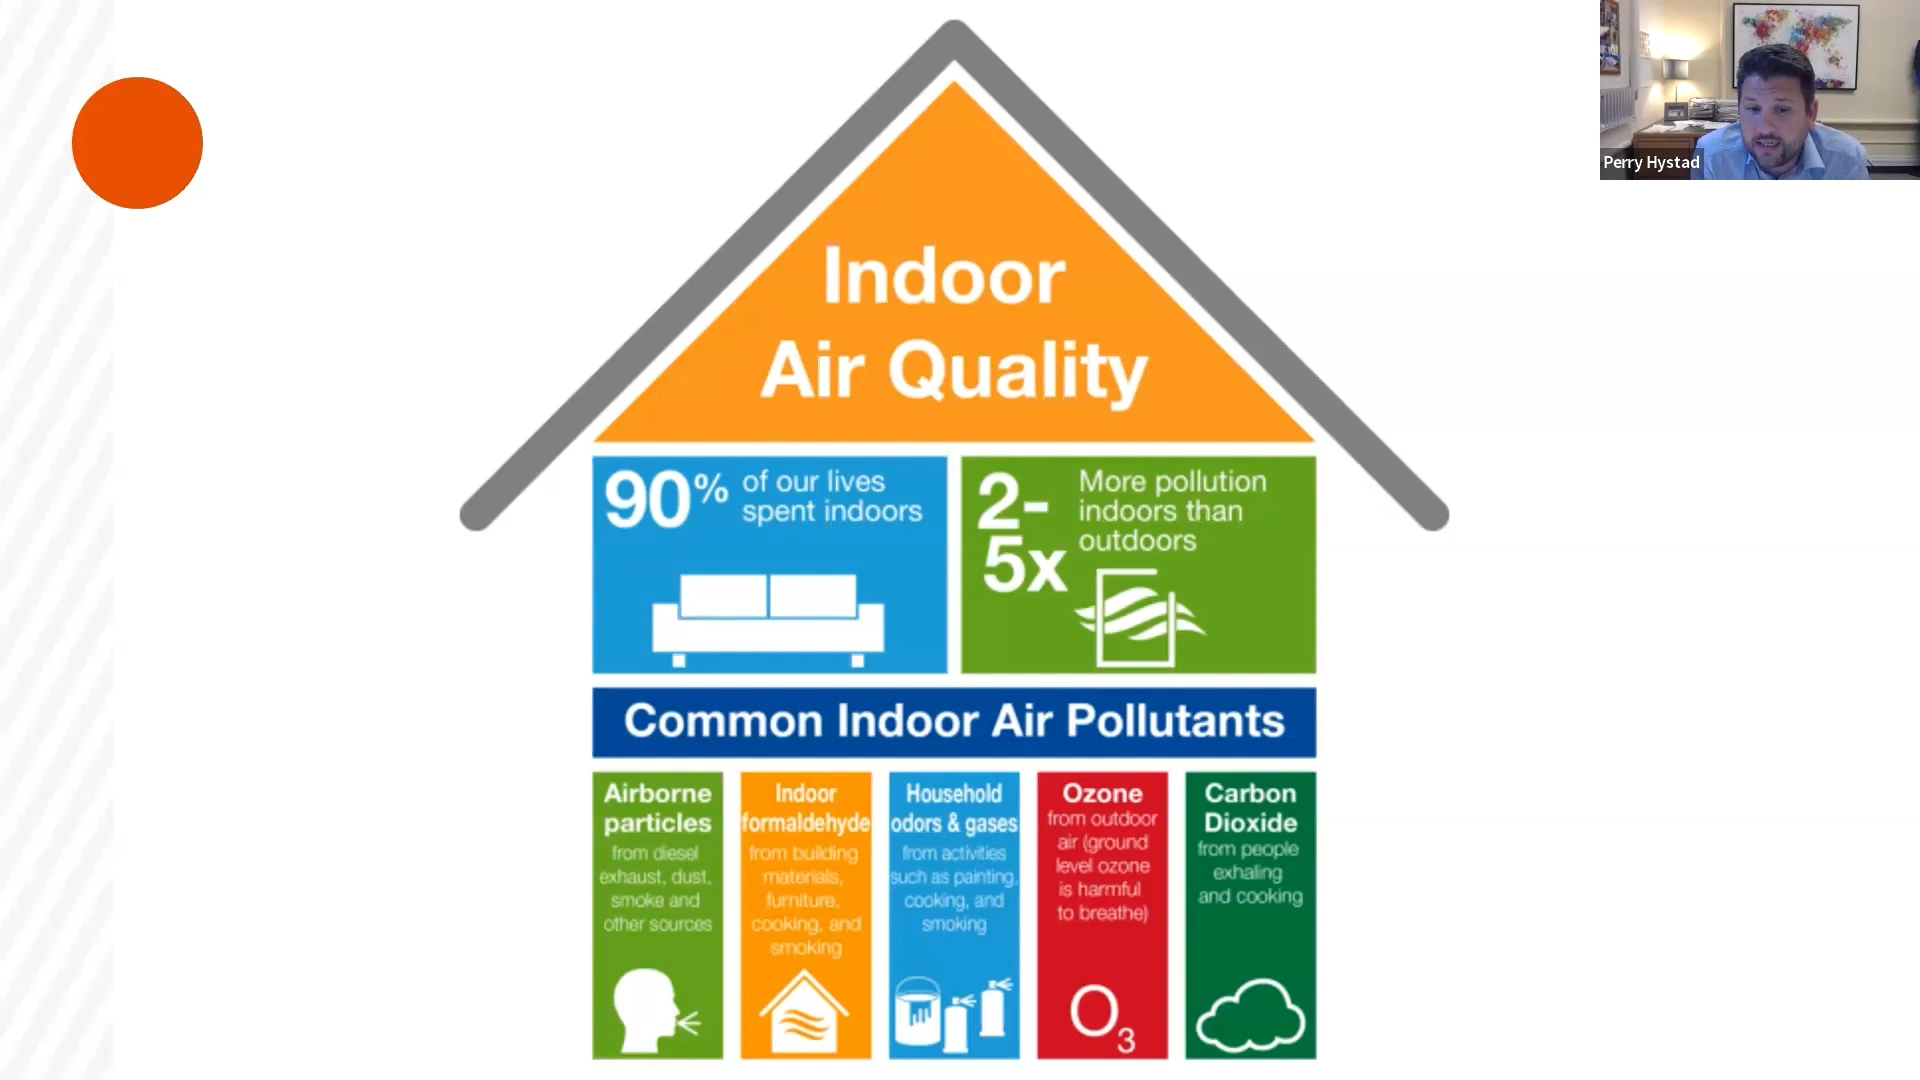 Perry Hystad
Indoor
Air Quality
90% of our lives
spent indoors
2-
5x
More pollution
indoors than
outdoors
Common Indoor Air Pollutants
Airborne
particles
from diesel
exhaust, dust,
smoke and
other sources
Indoor
formaldehyde
from building
materials,
furniture,
cooking, and
smoking
Household
odors & gases
from activities
such as painting,
cooking, and
smoking
Ozone
from outdoor
air (ground
level ozone
is harmful
to breathe)
O3
Carbon
Dioxide
from people
exhaling
and cooking